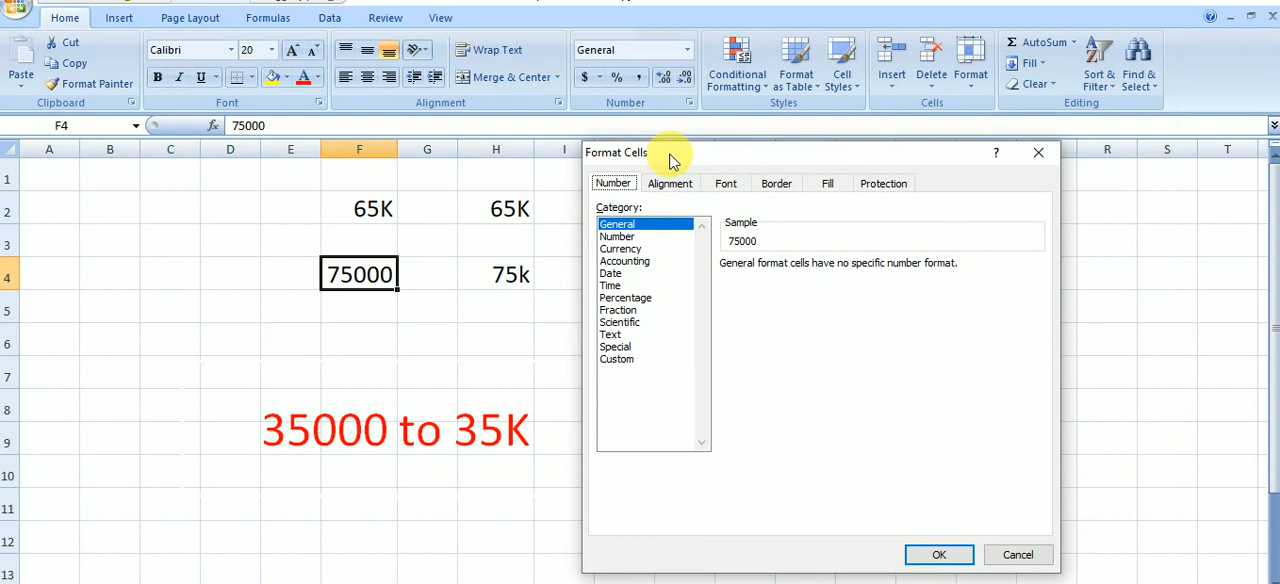 Home Insert Page Layout Formulas Data Review View
Cut
Copy
Paste
Format Painter
Clipboard
Calibri 20 A A
B I U A
Font
Wrap Text
Merge & Center
Alignment
General
$ % , .00 .00
Number
Conditional Formatting
Format as Table
Cell Styles
Styles
Insert Delete Format
Cells
Σ AutoSum
Fill
Clear
Sort & Filter
Find & Select
Editing
F4 fx 75000
A B C D E F G H I R S T
1
2 65K 65K
3
4 75000 75k
5
6
7
8
35000 to 35K
9
10
11
12
13
Format Cells ?
Number Alignment Font Border Fill Protection
Category:
General
Number
Currency
Accounting
Date
Time
Percentage
Fraction
Scientific
Text
Special
Custom
Sample
75000
General format cells have no specific number format.
OK Cancel